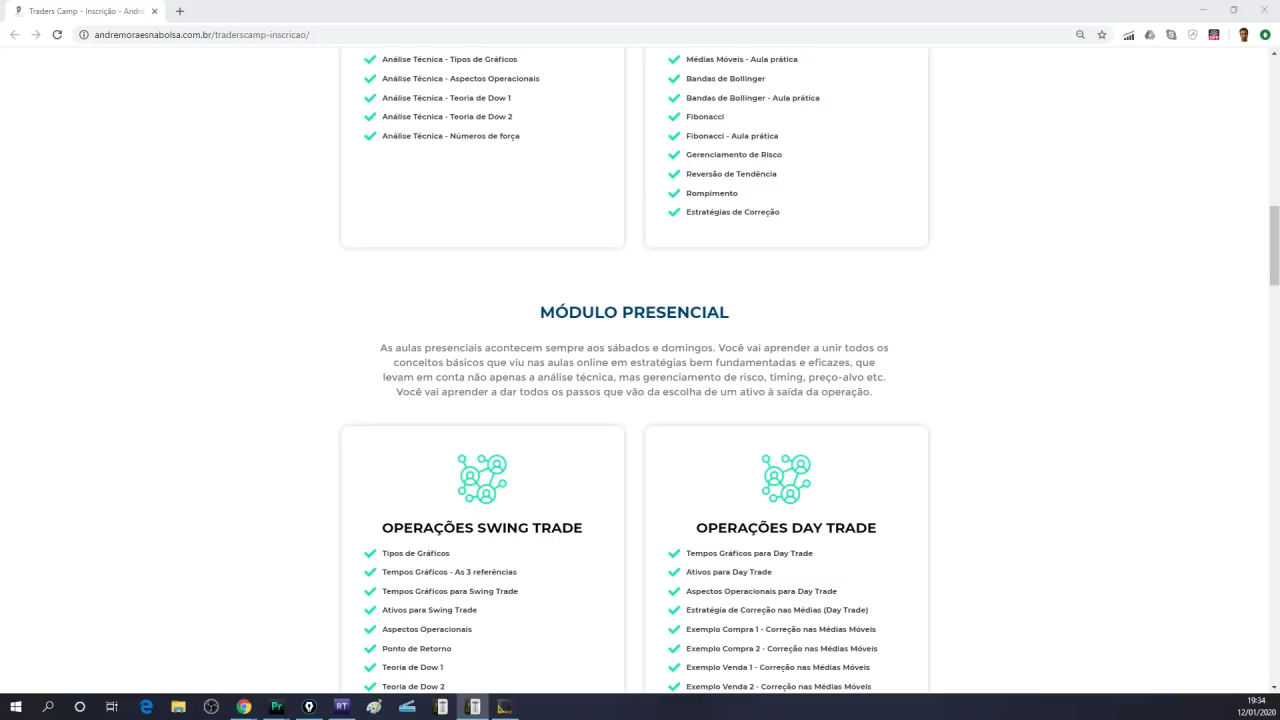 Traders Camp - Inscrição - André
andremoraesnabolsa.com.br/traderscamp-inscricao/
Análise Técnica - Tipos de Gráficos
Análise Técnica - Aspectos Operacionais
Análise Técnica - Teoria de Dow 1
Análise Técnica - Teoria de Dow 2
Análise Técnica - Números de força
Médias Móveis - Aula prática
Bandas de Bollinger
Bandas de Bollinger - Aula prática
Fibonacci
Fibonacci - Aula prática
Gerenciamento de Risco
Reversão de Tendência
Rompimento
Estratégias de Correção
MÓDULO PRESENCIAL
As aulas presenciais acontecem sempre aos sábados e domingos. Você vai aprender a unir todos os
conceitos básicos que viu nas aulas online em estratégias bem fundamentadas e eficazes, que
levam em conta não apenas a análise técnica, mas gerenciamento de risco, timing, preço-alvo etc.
Você vai aprender a dar todos os passos que vão da escolha de um ativo à saída da operação.
OPERAÇÕES SWING TRADE
Tipos de Gráficos
Tempos Gráficos - As 3 referências
Tempos Gráficos para Swing Trade
Ativos para Swing Trade
Aspectos Operacionais
Ponto de Retorno
Teoria de Dow 1
Teoria de Dow 2
OPERAÇÕES DAY TRADE
Tempos Gráficos para Day Trade
Ativos para Day Trade
Aspectos Operacionais para Day Trade
Estratégia de Correção nas Médias (Day Trade)
Exemplo Compra 1 - Correção nas Médias Móveis
Exemplo Compra 2 - Correção nas Médias Móveis
Exemplo Venda 1 - Correção nas Médias Móveis
Exemplo Venda 2 - Correção nas Médias Móveis
Pr
RT
19:34
12/01/2020